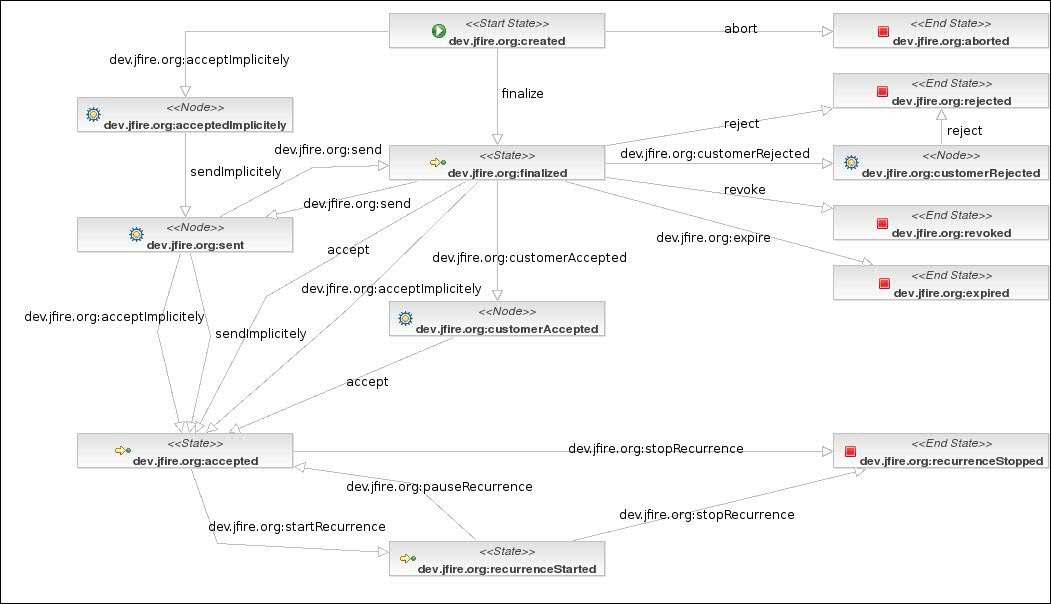 <<Start State>>
dev.jfire.org:created
abort
<<End State>>
dev.jfire.org:aborted
dev.jfire.org:acceptImplicitely
finalize
<<End State>>
dev.jfire.org:rejected
<<Node>>
dev.jfire.org:acceptedImplicitely
reject
reject
dev.jfire.org:send
<<State>>
dev.jfire.org:finalized
dev.jfire.org:customerRejected
<<Node>>
dev.jfire.org:customerRejected
sendImplicitely
revoke
dev.jfire.org:send
<<End State>>
dev.jfire.org:revoked
<<Node>>
dev.jfire.org:sent
accept
dev.jfire.org:customerAccepted
dev.jfire.org:expire
<<End State>>
dev.jfire.org:expired
dev.jfire.org:acceptImplicitely
<<Node>>
dev.jfire.org:customerAccepted
dev.jfire.org:acceptImplicitely
sendImplicitely
accept
<<State>>
dev.jfire.org:accepted
dev.jfire.org:stopRecurrence
<<End State>>
dev.jfire.org:recurrenceStopped
dev.jfire.org:pauseRecurrence
dev.jfire.org:startRecurrence
dev.jfire.org:stopRecurrence
<<State>>
dev.jfire.org:recurrenceStarted